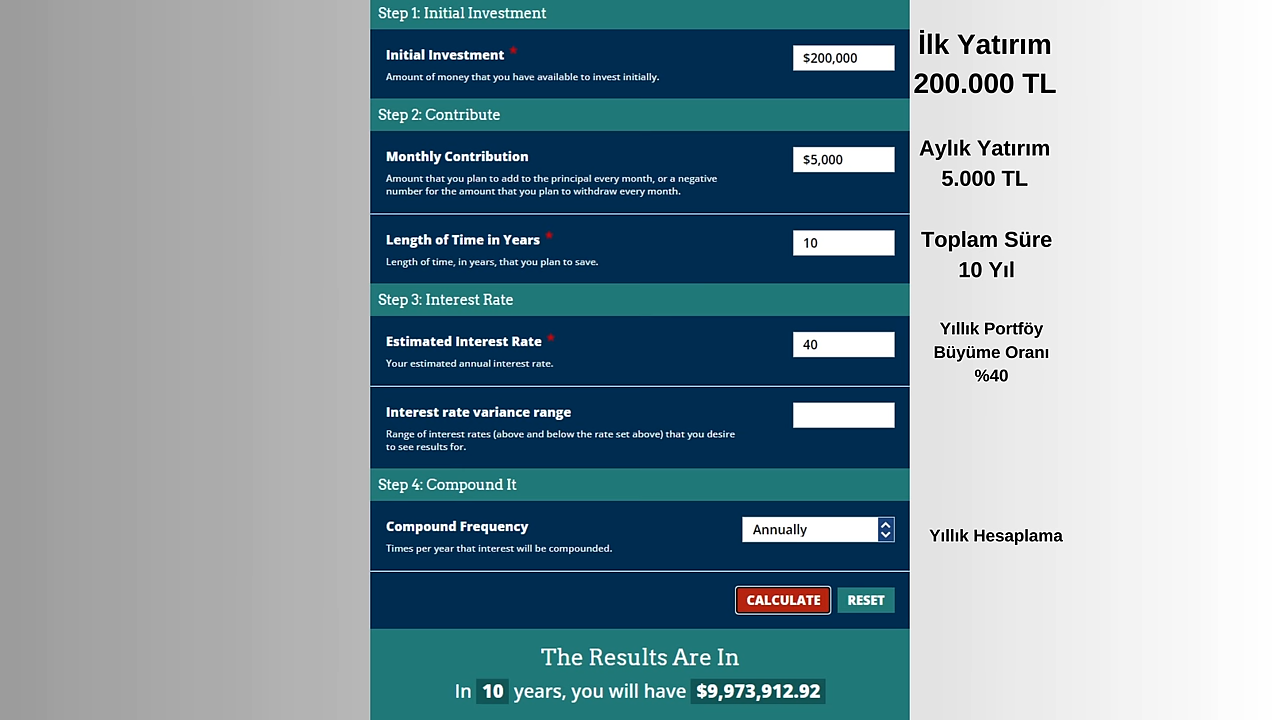 Step 1: Initial Investment
Initial Investment *
$200,000
Amount of money that you have available to invest initially.
İlk Yatırım
200.000 TL
Step 2: Contribute
Monthly Contribution
$5,000
Amount that you plan to add to the principal every month, or a negative
number for the amount that you plan to withdraw every month.
Aylık Yatırım
5.000 TL
Length of Time in Years *
10
Length of time, in years, that you plan to save.
Toplam Süre
10 Yıl
Step 3: Interest Rate
Estimated Interest Rate *
40
Your estimated annual interest rate.
Yıllık Portföy
Büyüme Oranı
%40
Interest rate variance range
Range of interest rates (above and below the rate set above) that you desire
to see results for.
Step 4: Compound It
Compound Frequency
Annually
Times per year that interest will be compounded.
Yıllık Hesaplama
CALCULATE RESET
The Results Are In
In 10 years, you will have $9,973,912.92